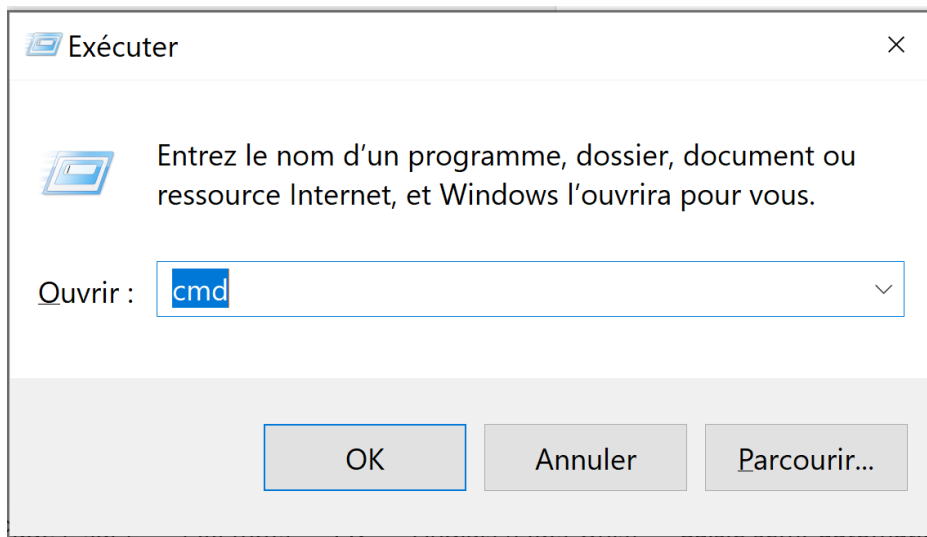 Exécuter
Entrez le nom d’un programme, dossier, document ou
ressource Internet, et Windows l’ouvrira pour vous.
Ouvrir : cmd
OK Annuler Parcourir...